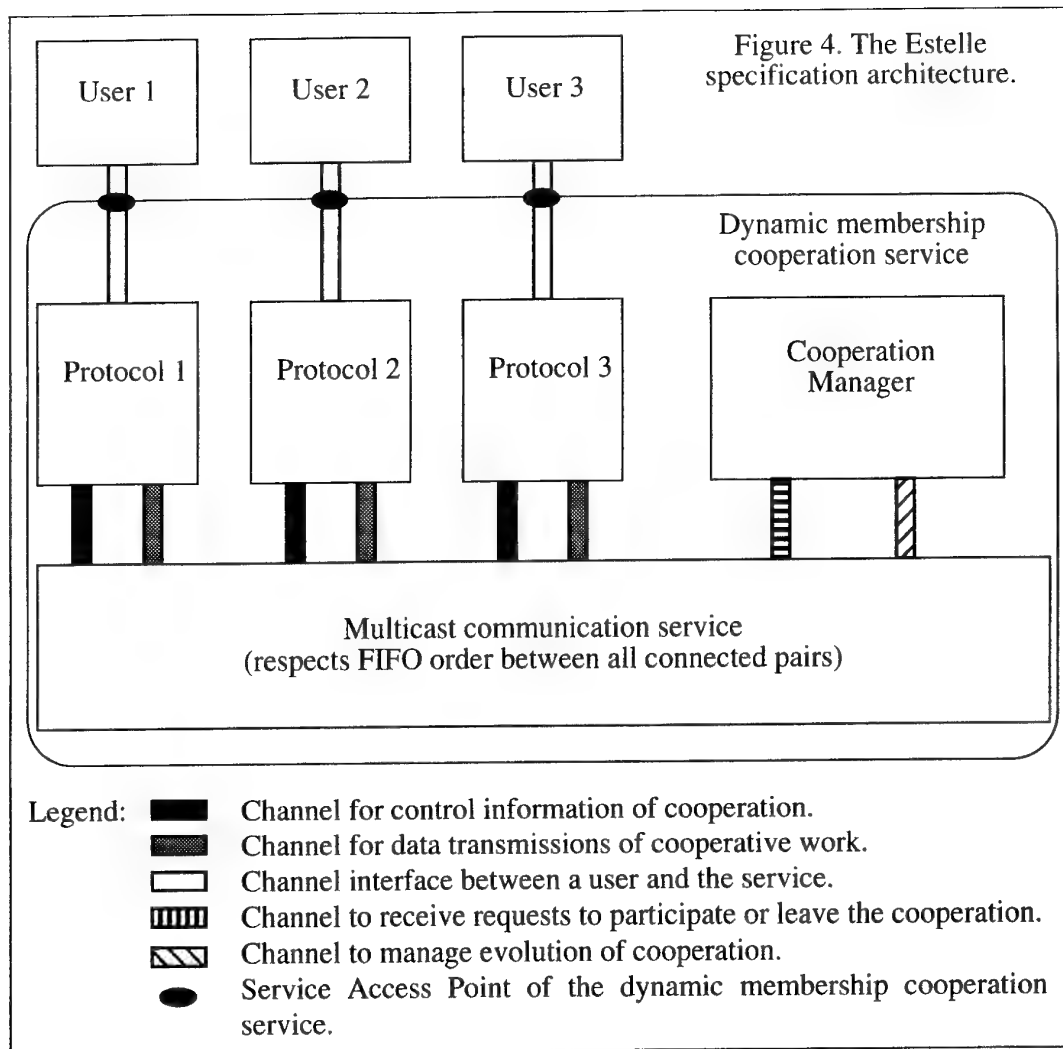 Figure 4. The Estelle
specification architecture.
User 1
User 2
User 3
Dynamic membership
cooperation service
Protocol 1
Protocol 2
Protocol 3
Cooperation
Manager
Multicast communication service
(respects FIFO order between all connected pairs)
Legend:
Channel for control information of cooperation.
Channel for data transmissions of cooperative work.
Channel interface between a user and the service.
Channel to receive requests to participate or leave the cooperation.
Channel to manage evolution of cooperation.
Service Access Point of the dynamic membership cooperation
service.